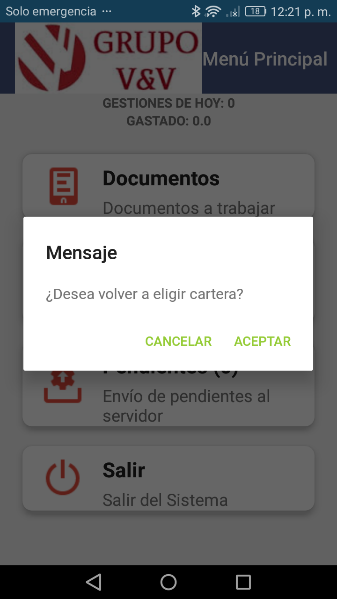 Solo emergencia ···
18
12:21 p. m.
GRUPO
V&V
Menú Principal
GESTIONES DE HOY: 0
GASTADO: 0.0
Documentos
Documentos a trabajar
Mensaje
¿Desea volver a eligir cartera?
CANCELAR ACEPTAR
Pendientes (0)
Envío de pendientes al
servidor
Salir
Salir del Sistema